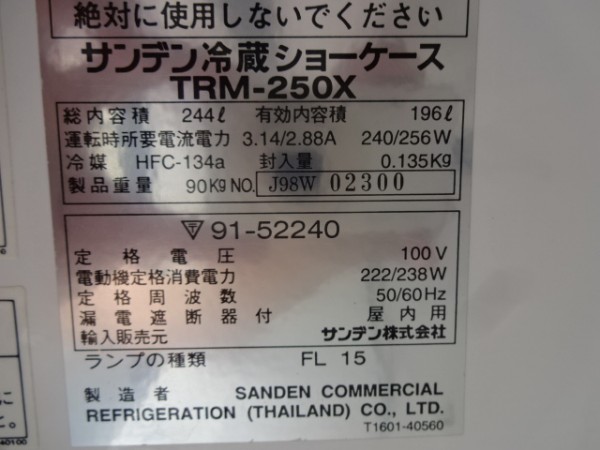 絶対に使用しないでください
サンデン冷蔵ショーケース
TRM-250X
総内容積 244ℓ 有効内容積 196ℓ
運転時所要電流電力 3.14/2.88A 240/256W
冷媒 HFC-134a 封入量 0.135Kg
製品重量 90Kg NO. J98W 02300
91-52240
定格電圧 100V
電動機定格消費電力 222/238W
定格周波数 50/60Hz
漏電遮断器付 屋内用
輸入販売元 サンデン株式会社
ランプの種類 FL 15
製造者 SANDEN COMMERCIAL
REFRIGERATION (THAILAND) CO., LTD.
T1601-40560
に
と。